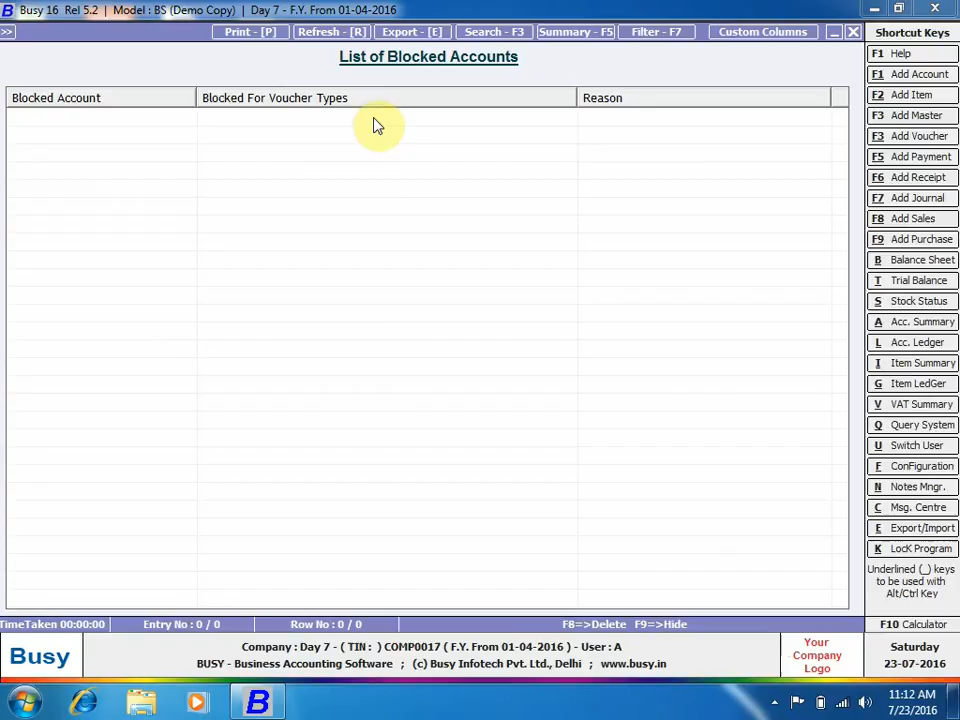 Busy 16 Rel 5.2 | Model : BS (Demo Copy) | Day 7 - F.Y. From 01-04-2016
>> Print - [P] Refresh - [R] Export - [E] Search - F3 Summary - F5 Filter - F7 Custom Columns
List of Blocked Accounts
Blocked Account Blocked For Voucher Types Reason
Shortcut Keys
F1 Help
F1 Add Account
F2 Add Item
F3 Add Master
F3 Add Voucher
F5 Add Payment
F6 Add Receipt
F7 Add Journal
F8 Add Sales
F9 Add Purchase
B Balance Sheet
T Trial Balance
S Stock Status
A Acc. Summary
L Acc. Ledger
I Item Summary
G Item LedGer
V VAT Summary
Q Query System
U Switch User
F ConFiguration
N Notes Mngr.
C Msg. Centre
E Export/Import
K LocK Program
Underlined (_) keys
to be used with
Alt/Ctrl Key
F10 Calculator
TimeTaken 00:00:00 Entry No : 0 / 0 Row No : 0 / 0 F8=>Delete F9=>Hide
Busy
Company : Day 7 - ( TIN : ) COMP0017 ( F.Y. From 01-04-2016 ) - User : A
BUSY - Business Accounting Software ; (c) Busy Infotech Pvt. Ltd., Delhi ; www.busy.in
Your
Company
Logo
Saturday
23-07-2016
B
11:12 AM
7/23/2016